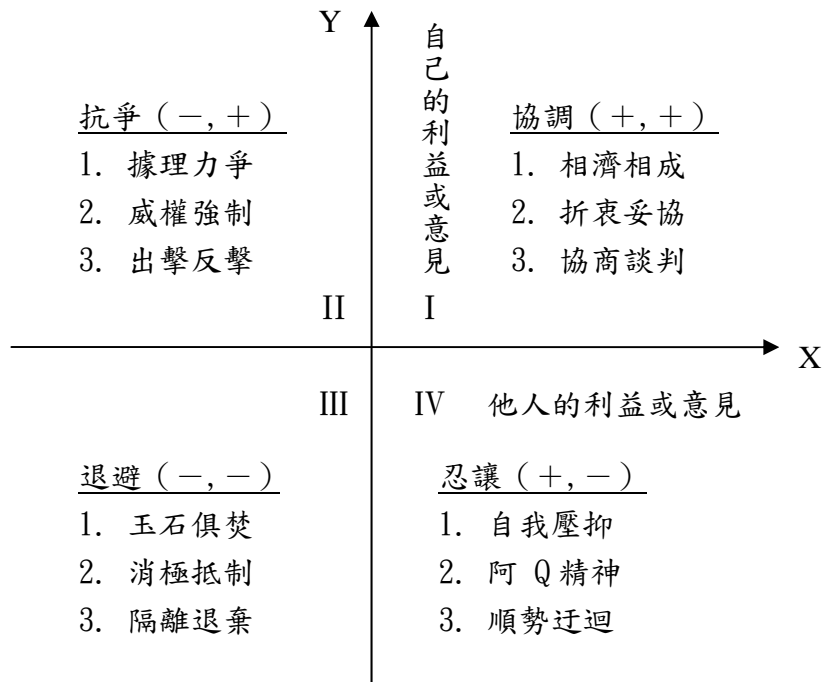 Y
自己的利益或意見
抗爭（－,＋）
1. 據理力爭
2. 威權強制
3. 出擊反擊
協調（＋,＋）
1. 相濟相成
2. 折衷妥協
3. 協商談判
II
I
X
III
IV
他人的利益或意見
退避（－,－）
1. 玉石俱焚
2. 消極抵制
3. 隔離退棄
忍讓（＋,－）
1. 自我壓抑
2. 阿 Q 精神
3. 順勢迂迴